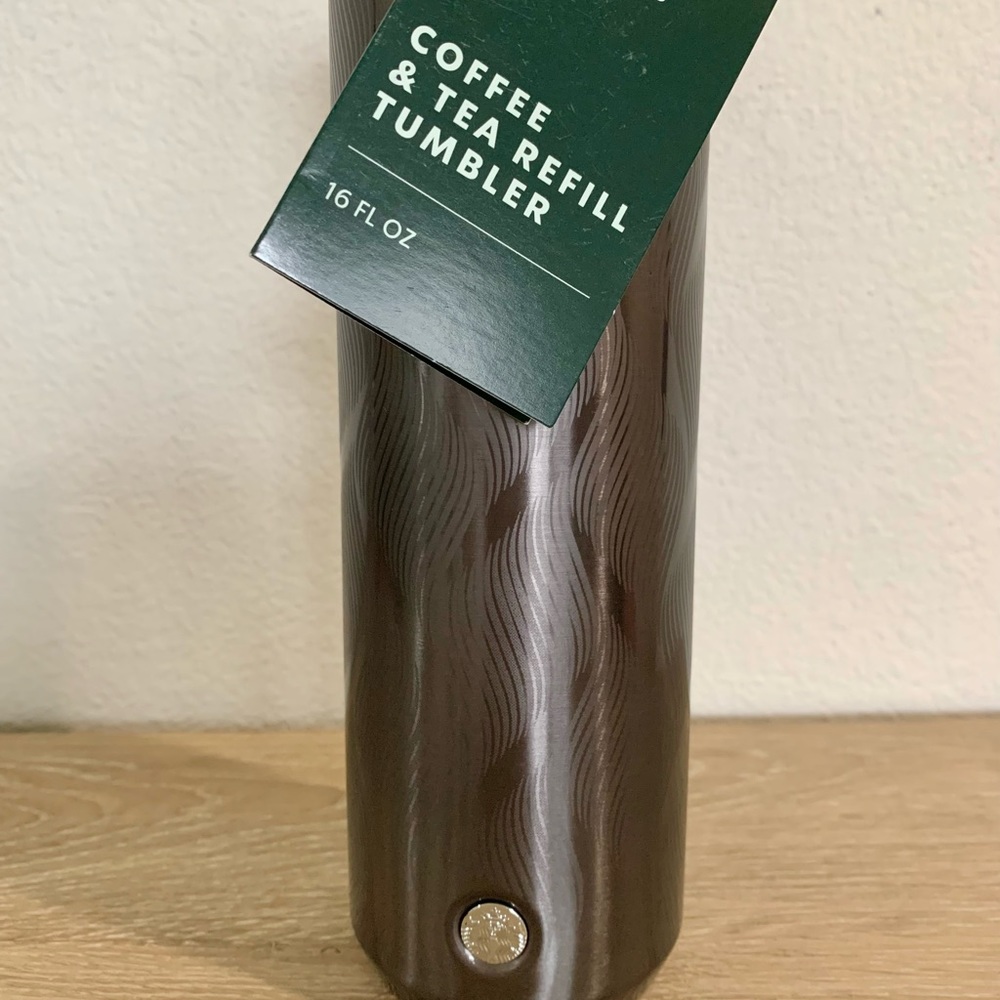 COFFEE
& TEA REFILL
TUMBLER
16 FL OZ